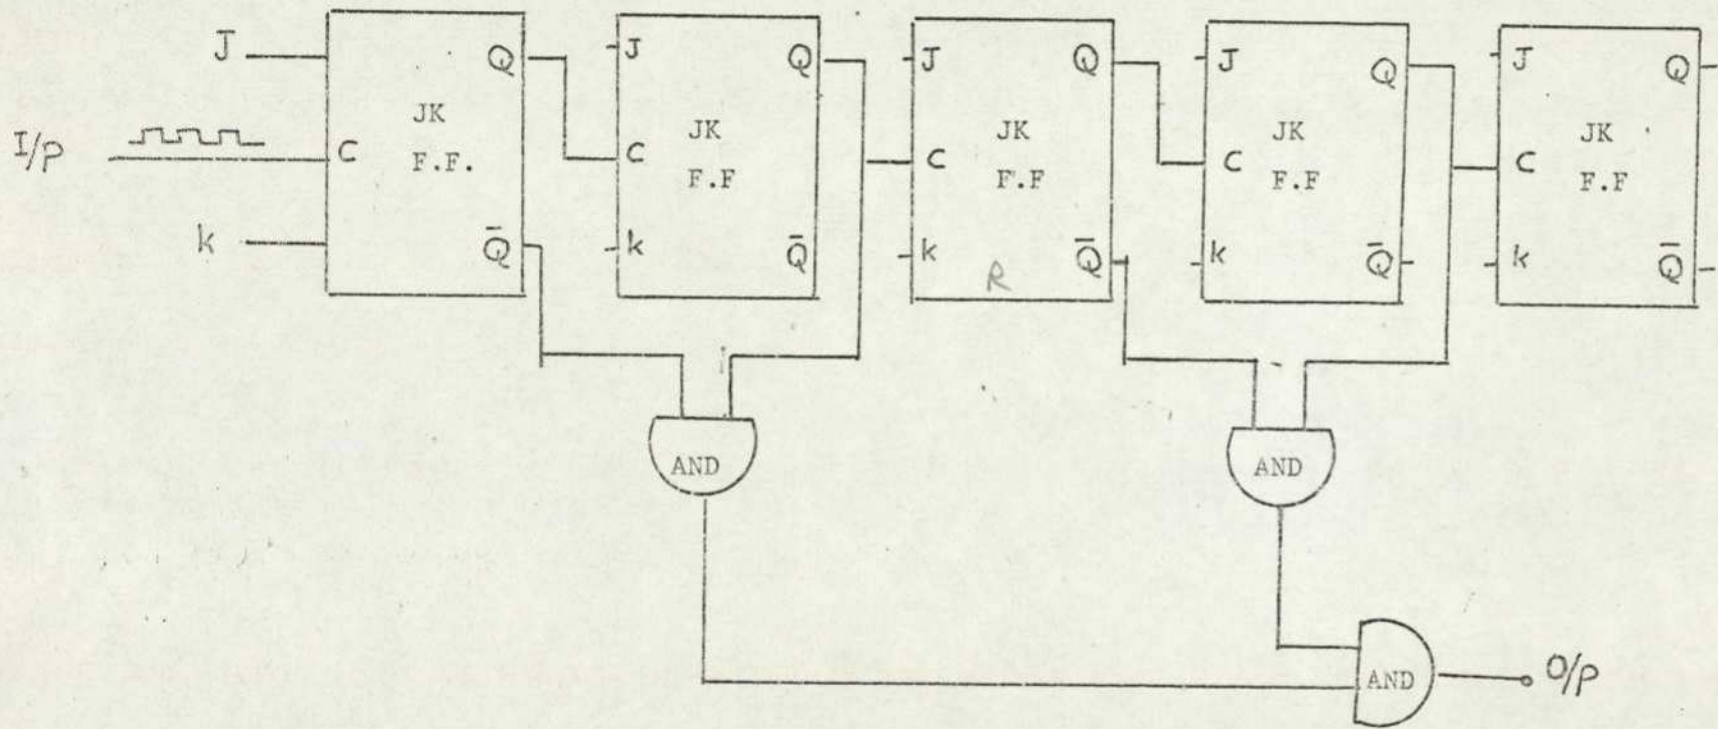 J
I/P
k
C
Q
JK
F.F.
Q̄
J
C
k
Q
JK
F.F
Q̄
J
C
k
Q
JK
F.F
Q̄
R
J
C
k
Q
JK
F.F
Q̄
J
C
k
Q
JK
F.F
Q̄
AND
AND
AND
O/P